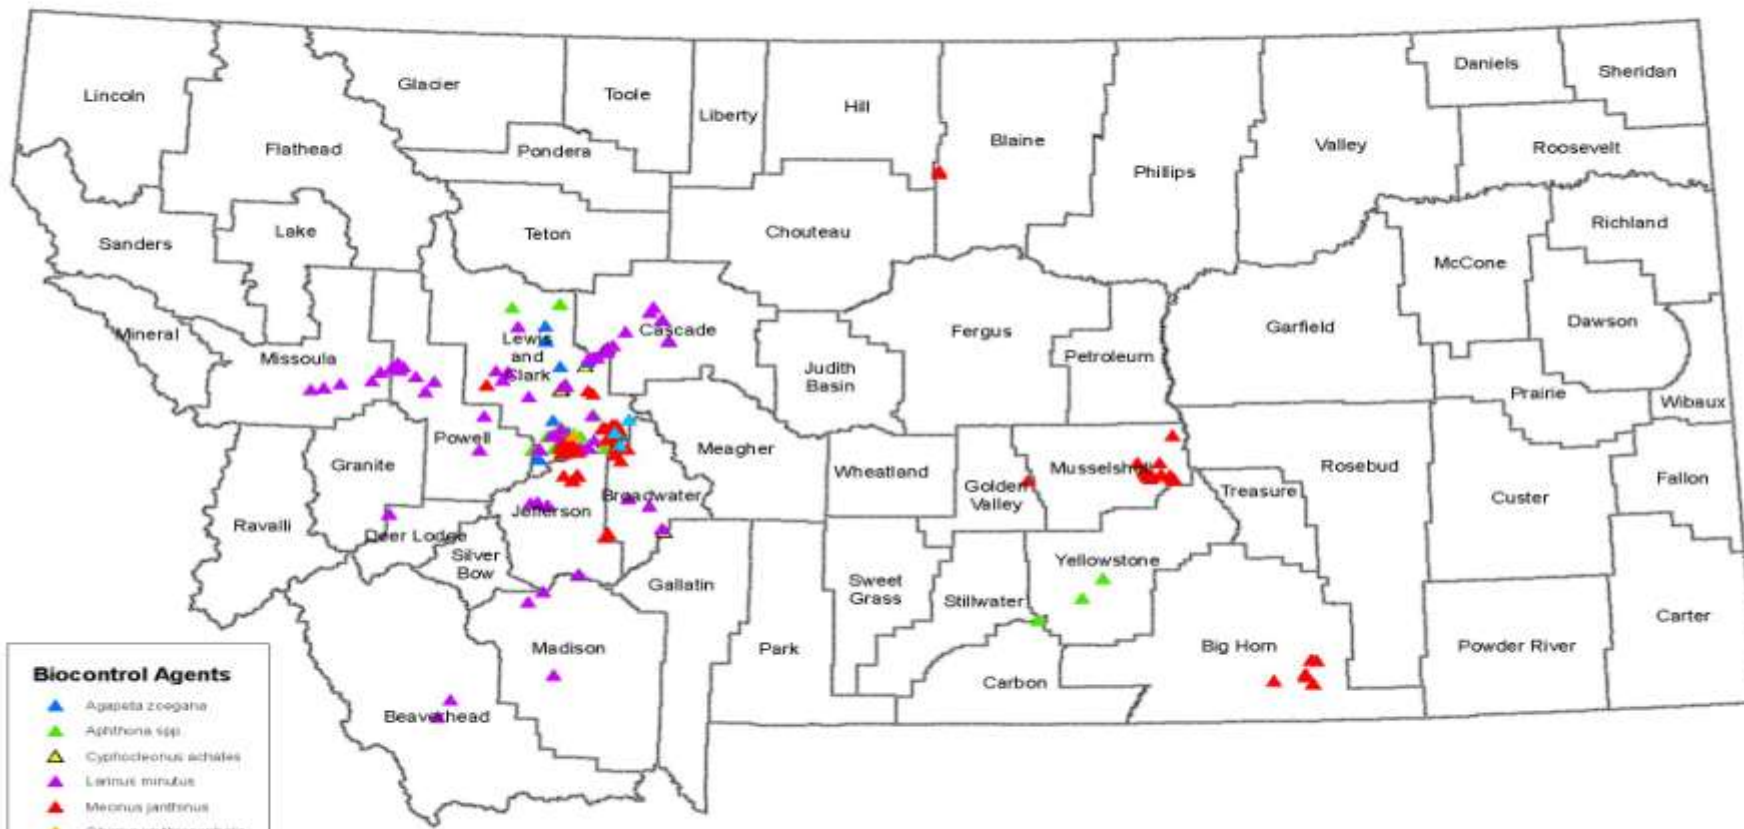 Daniels
Sheridan
Glacier
Lincoln
Toole
Hill
Liberty
Blaine
Valley
Roosevelt
Flathead
Pondera
Phillips
Richland
Lake
Teton
Chouteau
Sanders
McCone
Dawson
Mineral
Cascade
Fergus
Garfield
Missoula
Lewis
and
Clark
Petroleum
Judith
Basin
Prairie
Wibaux
Powell
Meagher
Granite
Wheatland
Musselshell
Rosebud
Fallon
Golden
Valley
Treasure
Custer
Broadwater
Jefferson
Ravalli
Deer Lodge
Silver
Bow
Yellowstone
Gallatin
Sweet
Grass
Stillwater
Carter
Madison
Park
Big Horn
Powder River
Carbon
Beaverhead
Biocontrol Agents
Agapeta zoegana
Aphthona spp.
Cyphocleonus achates
Larinus minutus
Mecinus janthinus